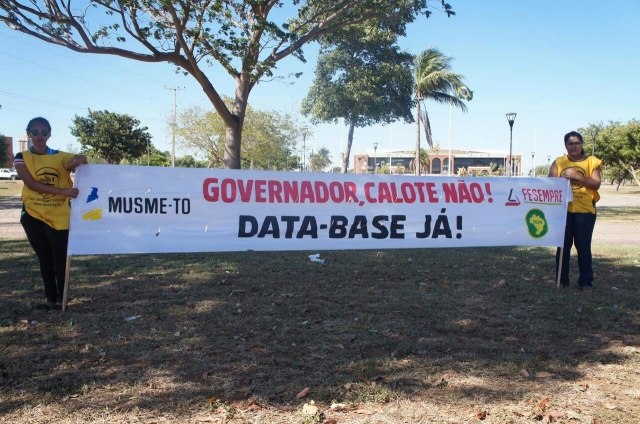 MUSME-TO
GOVERNADOR, CALOTE NÃO!
DATA-BASE JÁ!
FESEMPRE